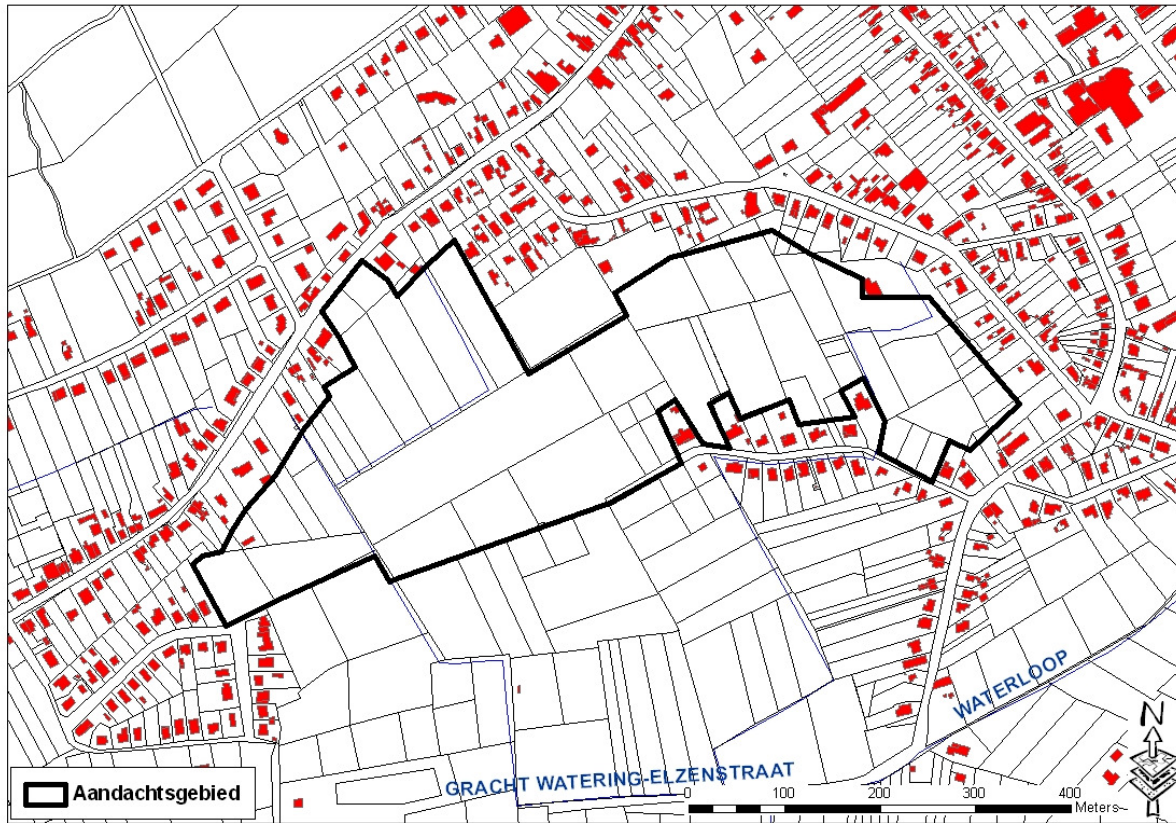 WATERLOOP
N
GRACHT WATERING-ELZENSTRAAT
Aandachtsgebied
0 100 200 300 400
Meters